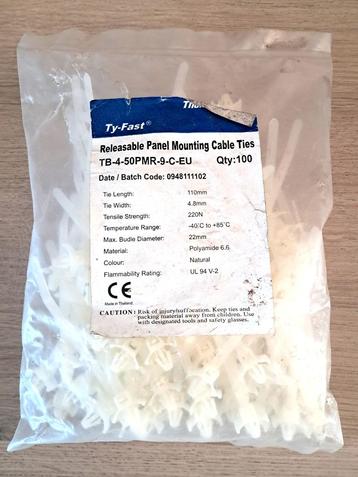 Ty-Fast®
Releasable Panel Mounting Cable Ties
TB-4-50PMR-9-C-EU Qty:100
Date / Batch Code: 0948111102
Tie Length: 110mm
Tie Width: 4.8mm
Tensile Strength: 220N
Temperature Range: -40°C to +85°C
Max. Budle Diameter: 22mm
Material: Polyamide 6.6
Colour: Natural
Flammability Rating: UL 94 V-2
CE
Made in Thailand
CAUTION: Risk of injury/suffocation. Keep ties and
packing material away from children. Use
with designated tools and safety glasses.